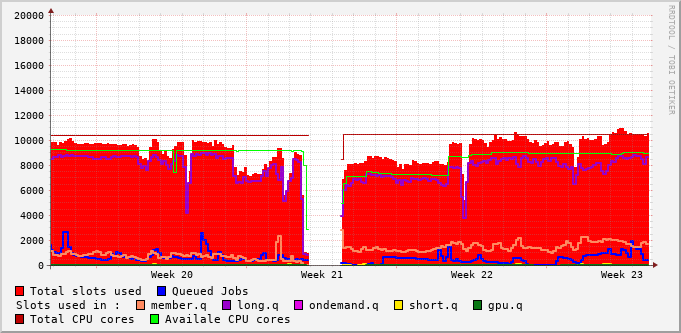 RRDTOOL / TOBI OETIKER
20000
18000
16000
14000
12000
10000
8000
6000
4000
2000
0
Week 20 Week 21 Week 22 Week 23
Total slots used Queued Jobs
Slots used in : member.q long.q ondemand.q short.q gpu.q
Total CPU cores Availale CPU cores